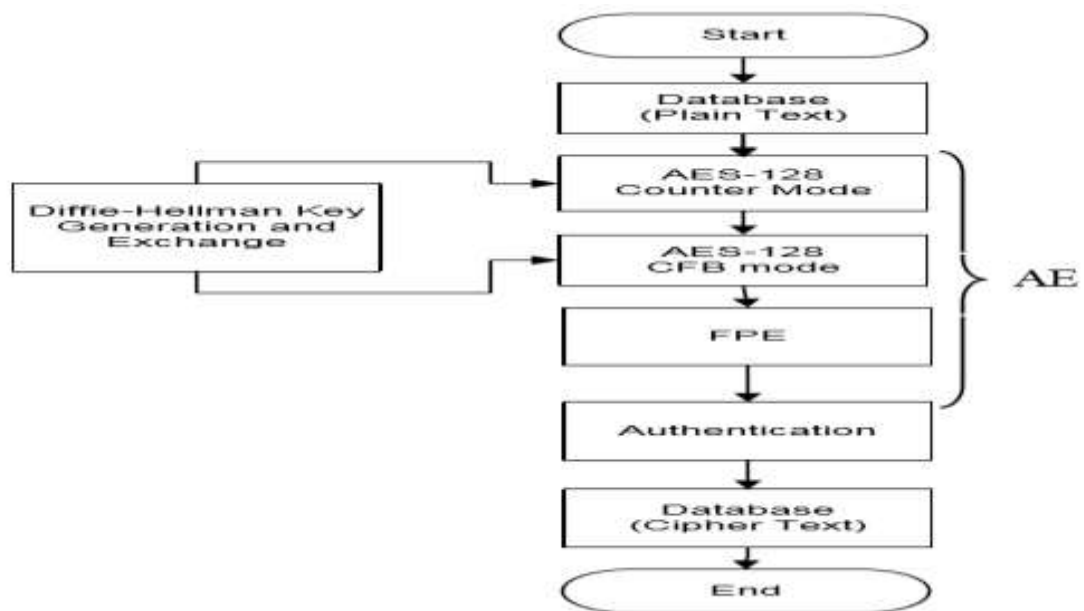 Start
Database
(Plain Text)
AES-128
Counter Mode
Diffie-Hellman Key
Generation and
Exchange
AES-128
CFB mode
AE
FPE
Authentication
Database
(Cipher Text)
End